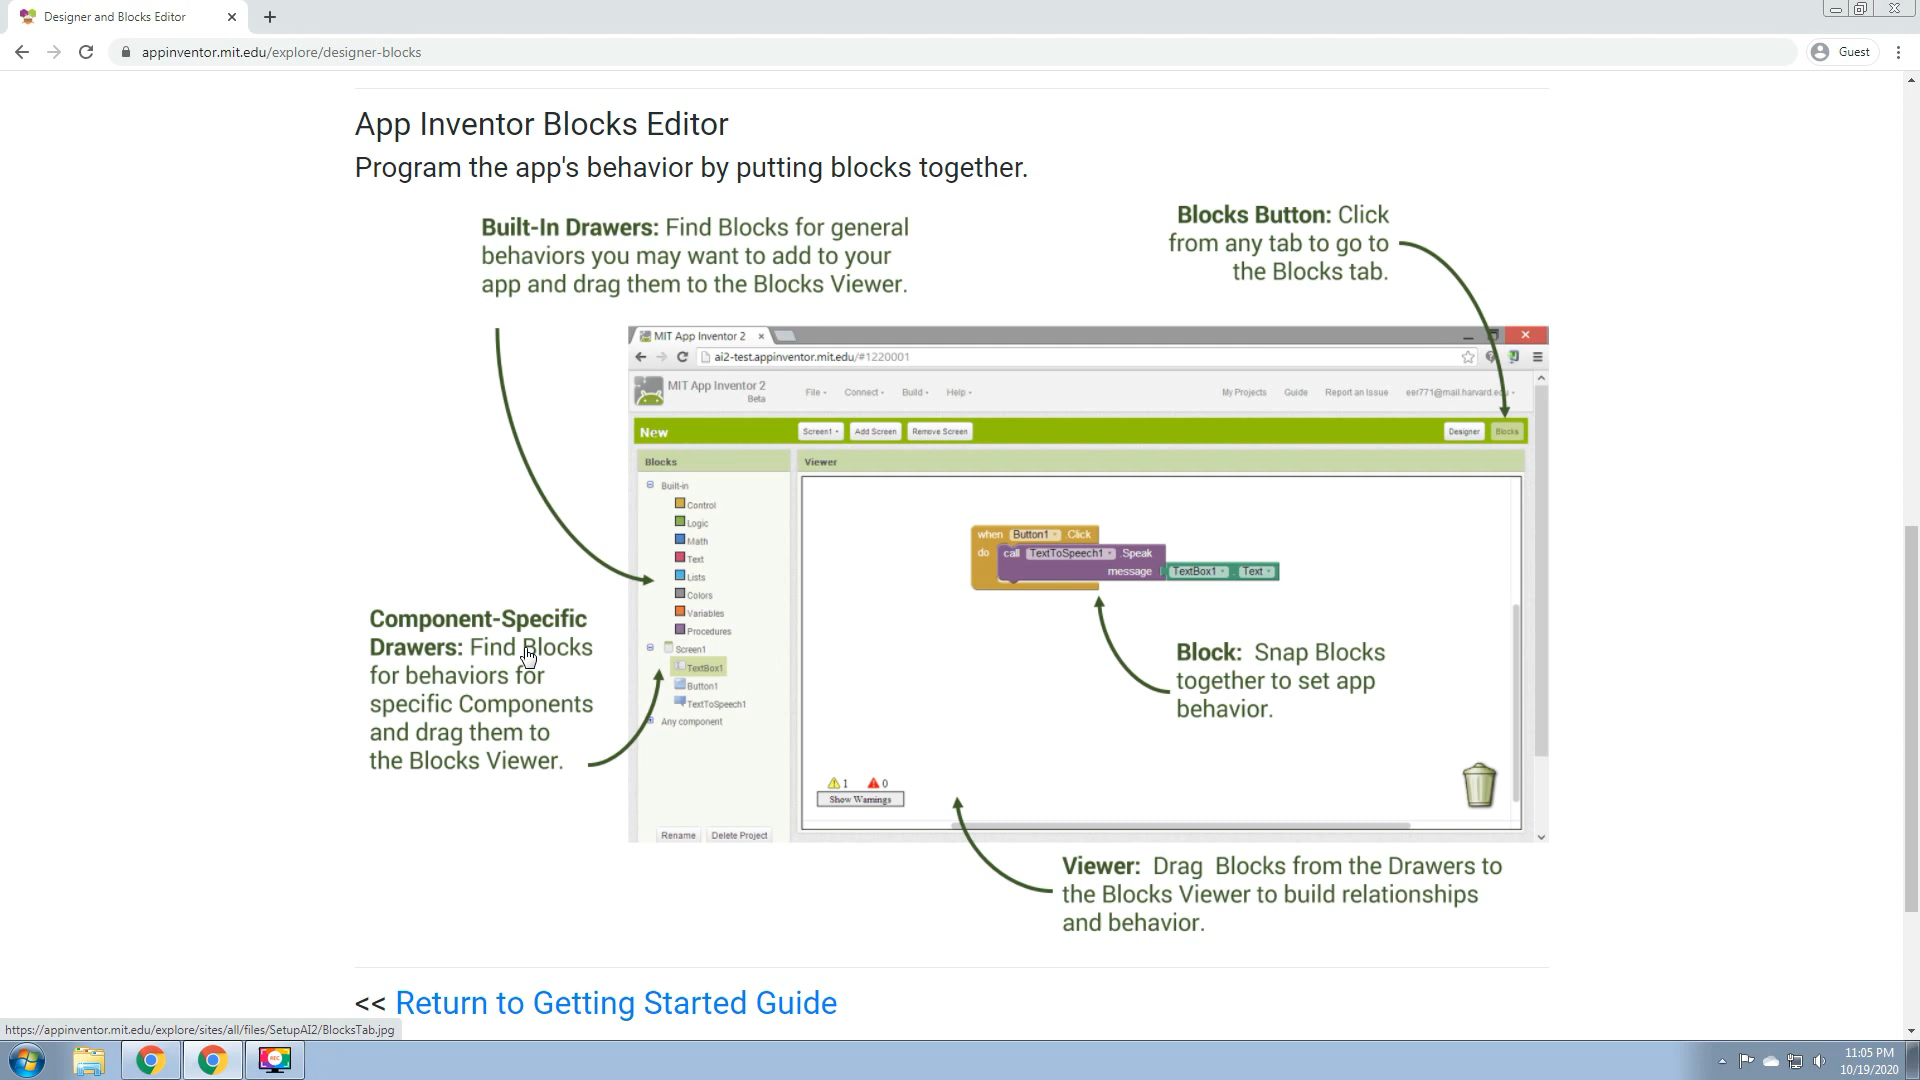 Designer and Blocks Editor
appinventor.mit.edu/explore/designer-blocks
Guest
App Inventor Blocks Editor
Program the app's behavior by putting blocks together.
Built-In Drawers: Find Blocks for general
behaviors you may want to add to your
app and drag them to the Blocks Viewer.
Blocks Button: Click
from any tab to go to
the Blocks tab.
MIT App Inventor 2
ai2-test.appinventor.mit.edu/#1220001
MIT App Inventor 2
Beta
File
Connect
Build
Help
My Projects
Guide
Report an Issue
New
Screen1
Add Screen
Remove Screen
Designer
Blocks
Blocks
Viewer
Built-in
Control
Logic
Math
Text
Lists
Colors
Variables
Procedures
Screen1
TextBox1
Button1
TextToSpeech1
Any component
when Button1 .Click
do call TextToSpeech1 .Speak
message TextBox1 . Text
Component-Specific
Drawers: Find Blocks
for behaviors for
specific Components
and drag them to
the Blocks Viewer.
Block: Snap Blocks
together to set app
behavior.
1 0
Show Warnings
Rename
Delete Project
Viewer: Drag Blocks from the Drawers to
the Blocks Viewer to build relationships
and behavior.
<< Return to Getting Started Guide
https://appinventor.mit.edu/explore/sites/all/files/SetupAI2/BlocksTab.jpg
REC
11:05 PM
10/19/2020